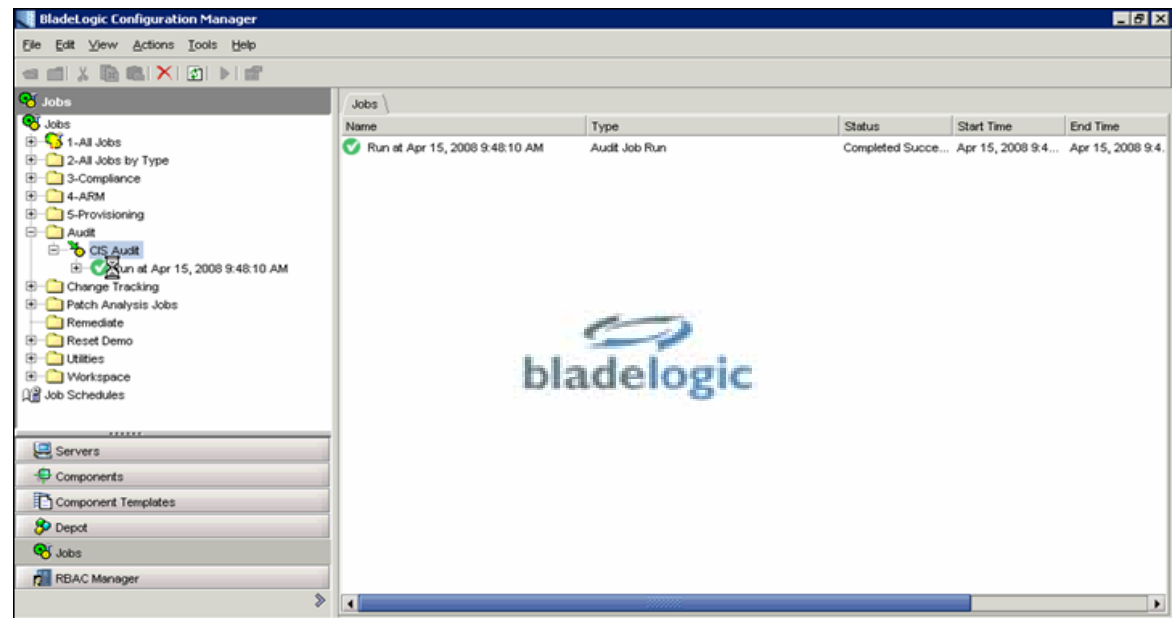 BladeLogic Configuration Manager
File Edit View Actions Tools Help
Jobs
Jobs
1-All Jobs
2-All Jobs by Type
3-Compliance
4-ARM
5-Provisioning
Audit
CIS Audit
Run at Apr 15, 2008 9:48:10 AM
Change Tracking
Patch Analysis Jobs
Remediate
Reset Demo
Utilities
Workspace
Job Schedules
Servers
Components
Component Templates
Depot
Jobs
RBAC Manager
Jobs
Name Type Status Start Time End Time
Run at Apr 15, 2008 9:48:10 AM Audit Job Run Completed Succe... Apr 15, 2008 9:4... Apr 15, 2008 9:4.
bladelogic